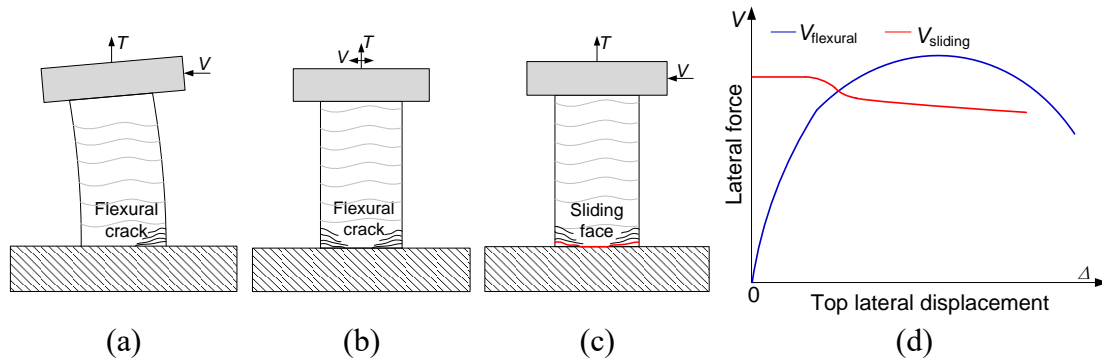 T
V
Flexural
crack
(a)
T
V
Flexural
crack
(b)
T
V
Sliding
face
(c)
V
Vflexural
Vsliding
Lateral force
0
Δ
Top lateral displacement
(d)